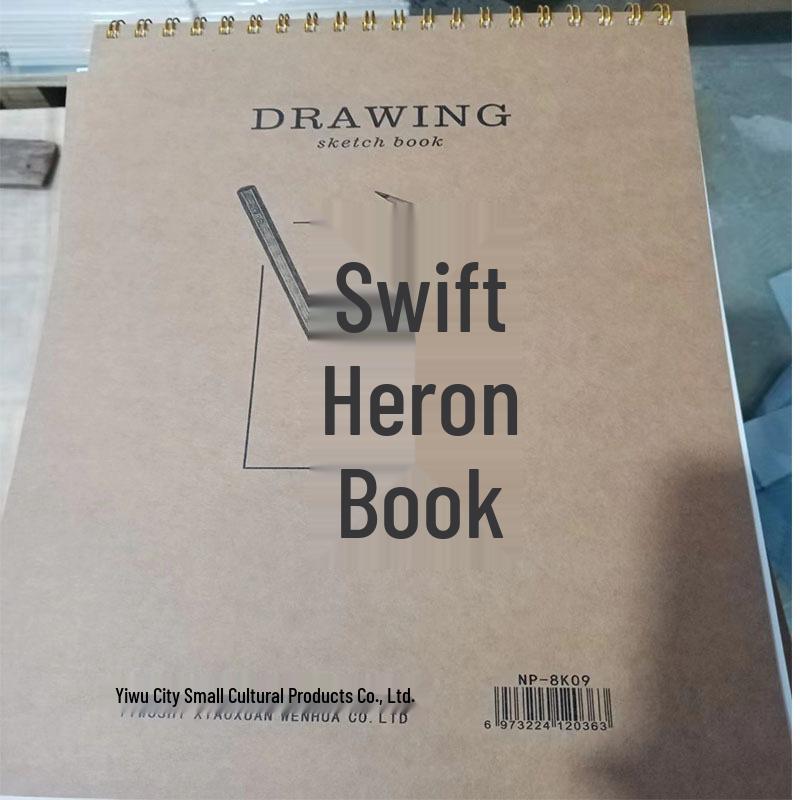 DRAWING
sketch book
Swift
Heron
Book
NP-8K09
Yiwu City Small Cultural Products Co., Ltd.
XIAOXUAN WENHUA CO.LTD
6 973224 120363